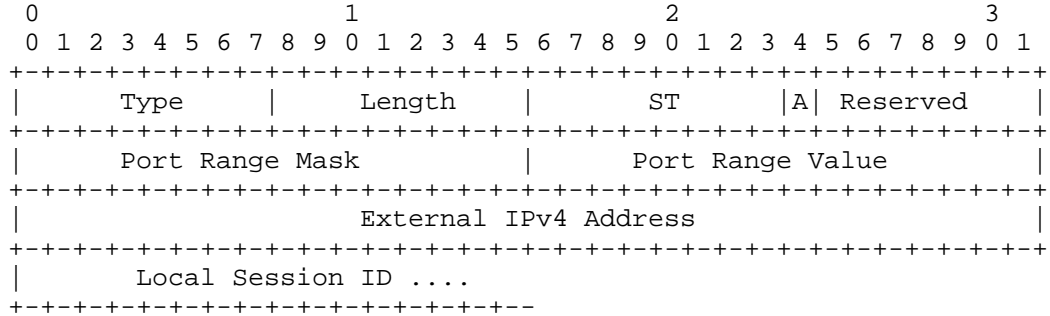 0                   1                   2                   3
 0 1 2 3 4 5 6 7 8 9 0 1 2 3 4 5 6 7 8 9 0 1 2 3 4 5 6 7 8 9 0 1
+-+-+-+-+-+-+-+-+-+-+-+-+-+-+-+-+-+-+-+-+-+-+-+-+-+-+-+-+-+-+-+-+
|      Type     |     Length    |       ST      |A| Reserved    |
+-+-+-+-+-+-+-+-+-+-+-+-+-+-+-+-+-+-+-+-+-+-+-+-+-+-+-+-+-+-+-+-+
|      Port Range Mask          |      Port Range Value         |
+-+-+-+-+-+-+-+-+-+-+-+-+-+-+-+-+-+-+-+-+-+-+-+-+-+-+-+-+-+-+-+-+
|                     External IPv4 Address                     |
+-+-+-+-+-+-+-+-+-+-+-+-+-+-+-+-+-+-+-+-+-+-+-+-+-+-+-+-+-+-+-+-+
|       Local Session ID ....
+-+-+-+-+-+-+-+-+-+-+-+-+-+-+-+--